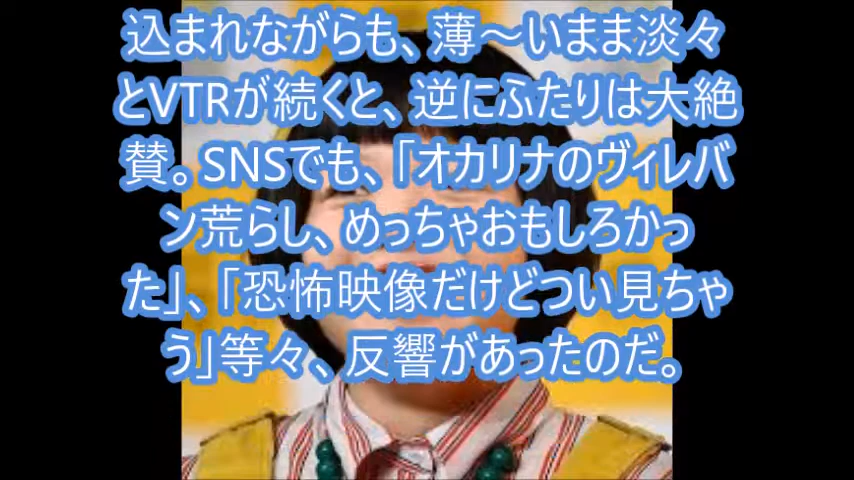 込まれながらも、薄～いまま淡々
とVTRが続くと、逆にふたりは大絶
賛。SNSでも、「オカリナのヴィレバ
ン荒らし、めっちゃおもしろかっ
た」、「恐怖映像だけどつい見ちゃ
う」等々、反響があったのだ。